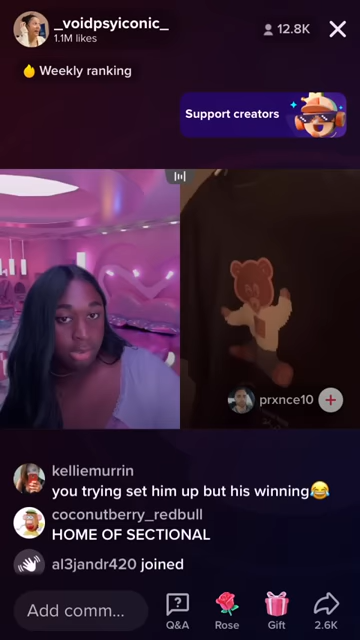 _voidpsyiconic_
1.1M likes
12.8K
Weekly ranking
Support creators
prxnce10
kelliemurrin
you trying set him up but his winning😂
coconutberry_redbull
HOME OF SECTIONAL
al3jandr420 joined
Add comm...
Q&A
Rose
Gift
2.6K